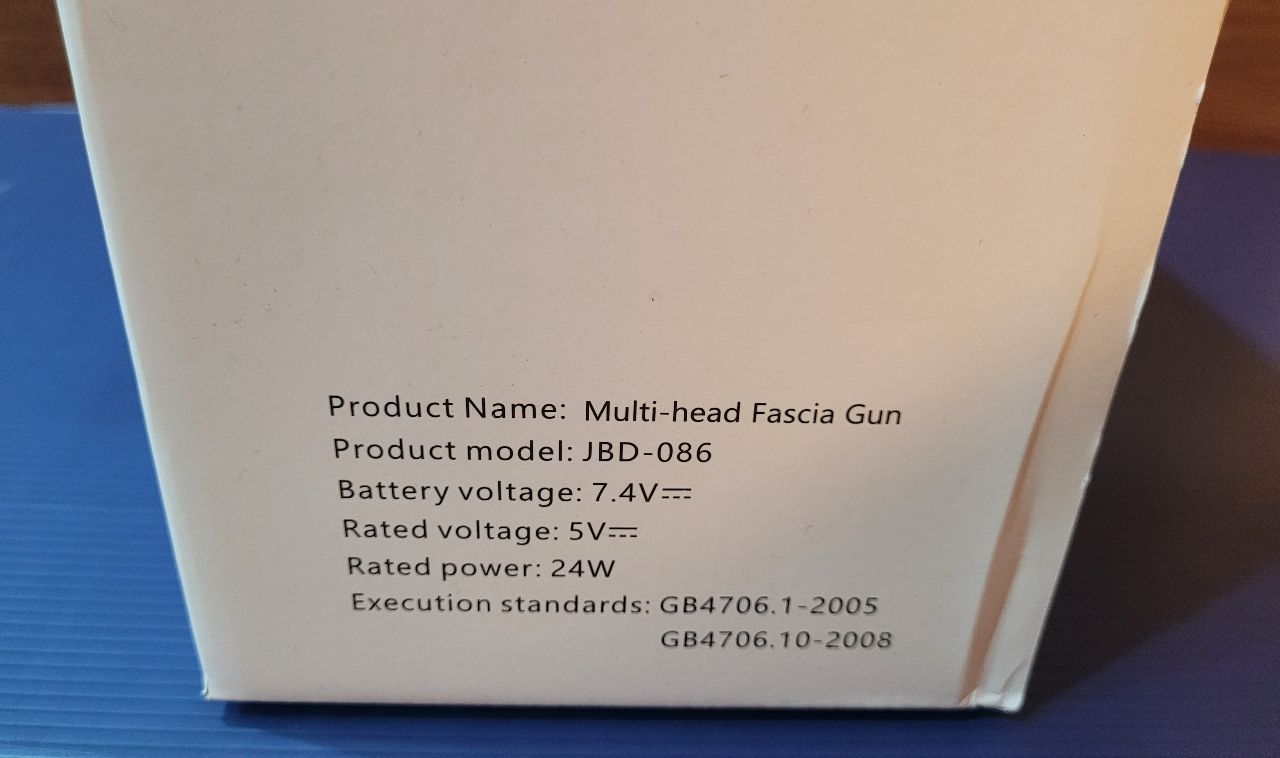 Product Name: Multi-head Fascia Gun
Product model: JBD-086
Battery voltage: 7.4V⎓
Rated voltage: 5V⎓
Rated power: 24W
Execution standards: GB4706.1-2005
GB4706.10-2008